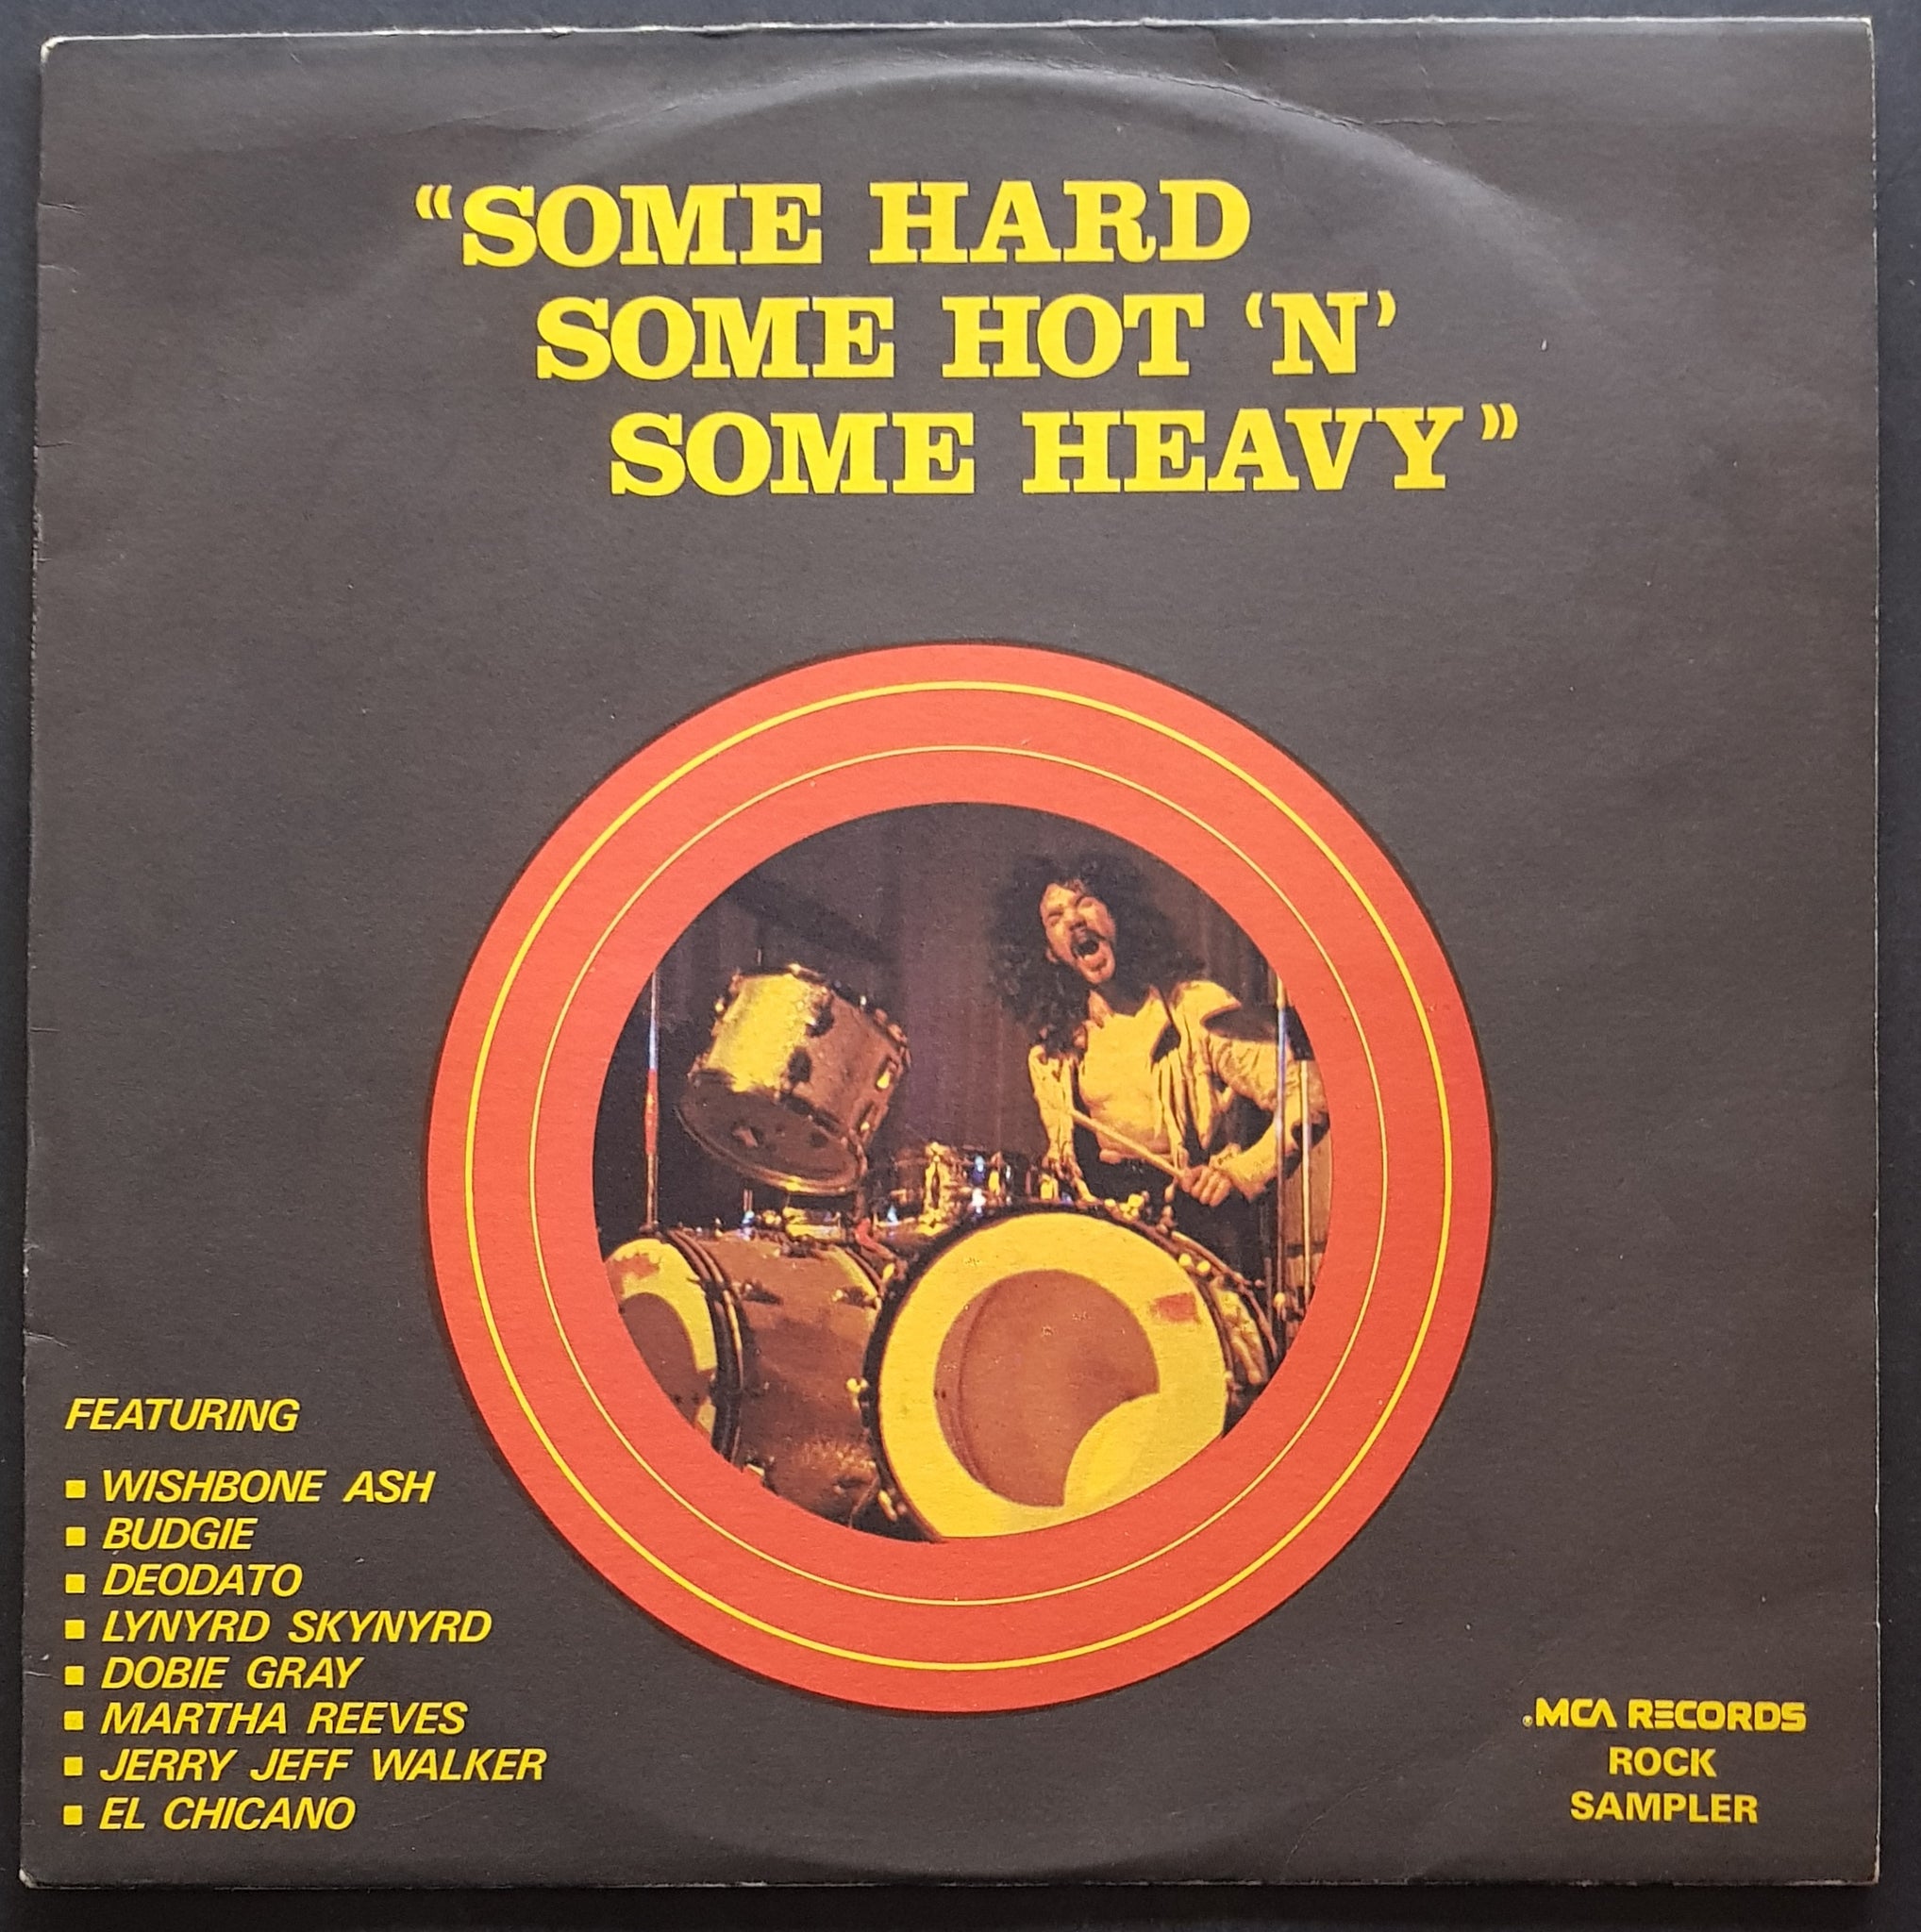 “SOME HARD
SOME HOT ‘N’
SOME HEAVY”
FEATURING
▪ WISHBONE ASH
▪ BUDGIE
▪ DEODATO
▪ LYNYRD SKYNYRD
▪ DOBIE GRAY
▪ MARTHA REEVES
▪ JERRY JEFF WALKER
▪ EL CHICANO
®MCA RECORDS
ROCK
SAMPLER